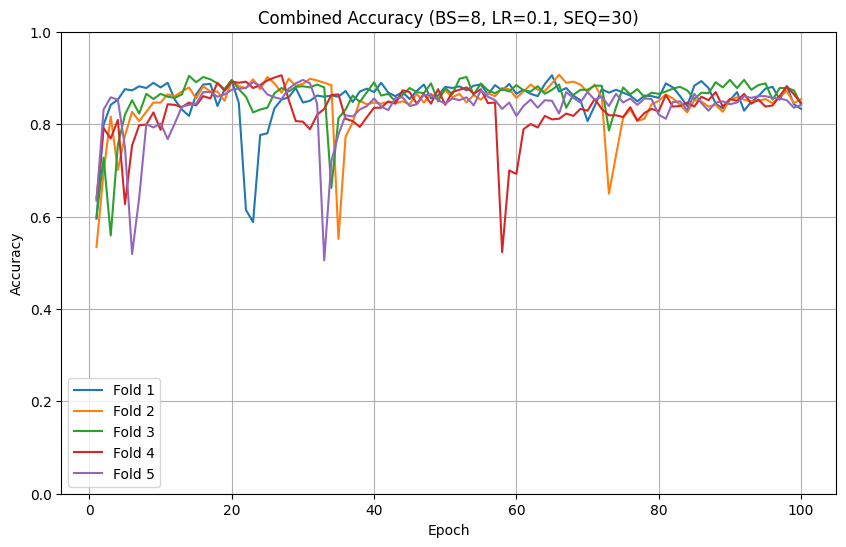 Combined Accuracy (BS=8, LR=0.1, SEQ=30)
Accuracy
1.0
0.8
0.6
0.4
0.2
0.0
Fold 1
Fold 2
Fold 3
Fold 4
Fold 5
0 20 40 60 80 100
Epoch